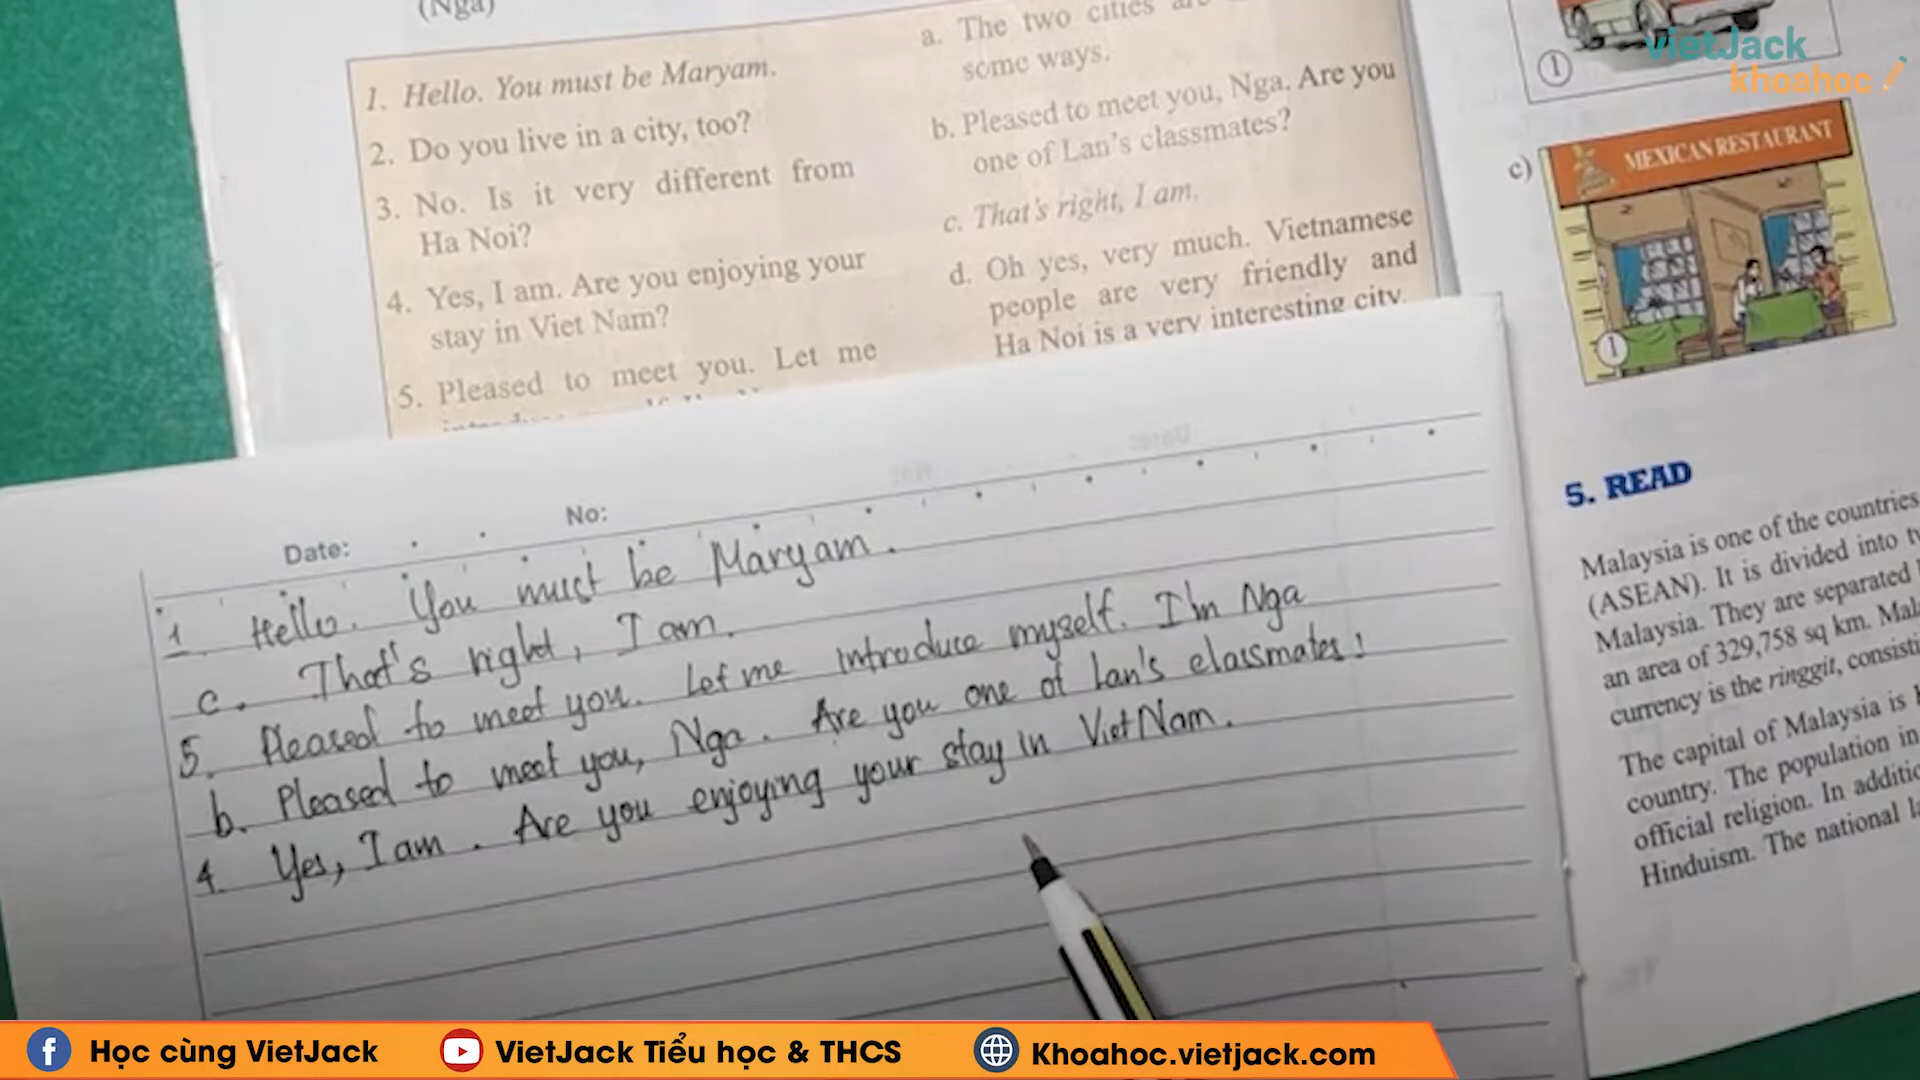 (Nga)
1. Hello. You must be Maryam.
2. Do you live in a city, too?
3. No. Is it very different from
Ha Noi?
4. Yes, I am. Are you enjoying your
stay in Viet Nam?
5. Pleased to meet you. Let me
a. The two cities are
some ways.
b. Pleased to meet you, Nga. Are you
one of Lan's classmates?
c. That's right, I am.
d. Oh yes, very much. Vietnamese
people are very friendly and
Ha Noi is a very interesting city.
vietJack
khoahoc
1
c)
MEXICAN RESTAURANT
1
5. READ
Malaysia is one of the countries
(ASEAN). It is divided into
Malaysia. They are separated
an area of 329,758 sq km.
currency is the ringgit,
The capital of Malaysia is
country. The population in
official religion. In
Hinduism. The national
Date: No:
1. Hello. You must be Maryam.
c. That's right, I am.
5. Pleased to meet you. Let me introduce myself. I'm Nga
b. Pleased to meet you, Nga. Are you one of Lan's classmates?
4. Yes, I am. Are you enjoying your stay in Viet Nam.
Học cùng VietJack
VietJack Tiểu học & THCS
Khoahoc.vietjack.com